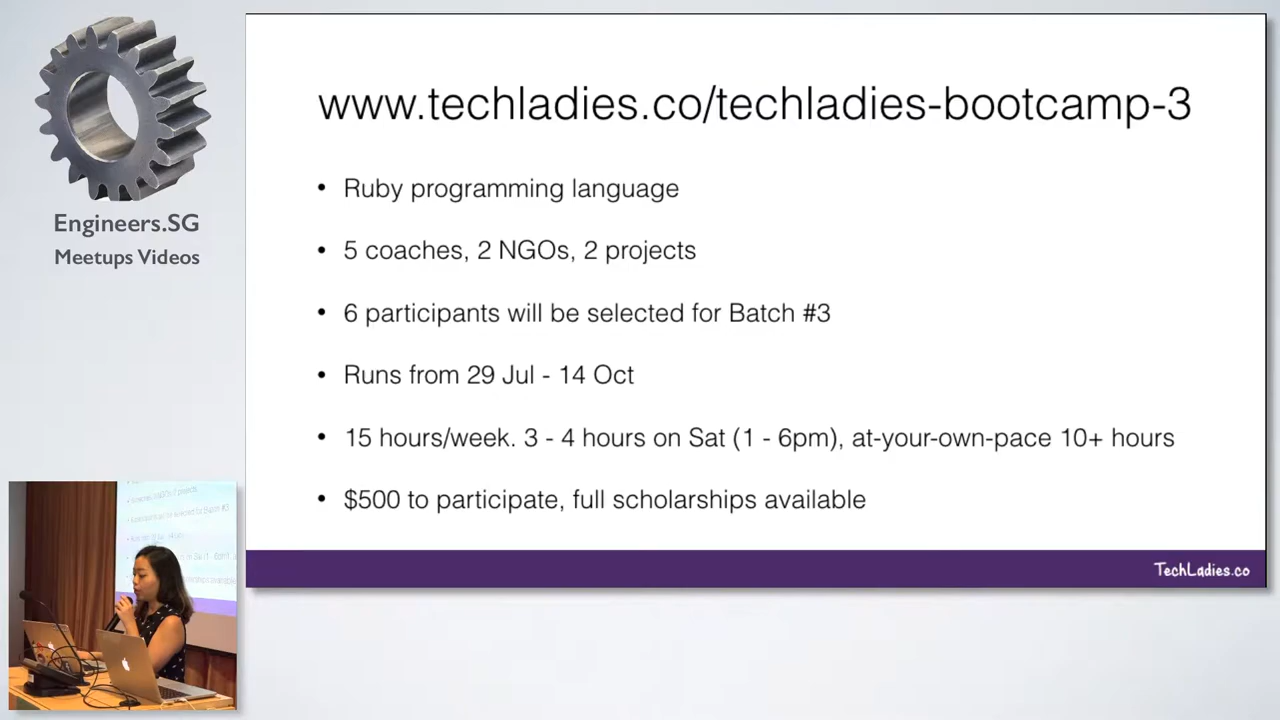 Engineers.SG
Meetups Videos
www.techladies.co/techladies-bootcamp-3
• Ruby programming language
• 5 coaches, 2 NGOs, 2 projects
• 6 participants will be selected for Batch #3
• Runs from 29 Jul - 14 Oct
• 15 hours/week. 3 - 4 hours on Sat (1 - 6pm), at-your-own-pace 10+ hours
• $500 to participate, full scholarships available
TechLadies.co